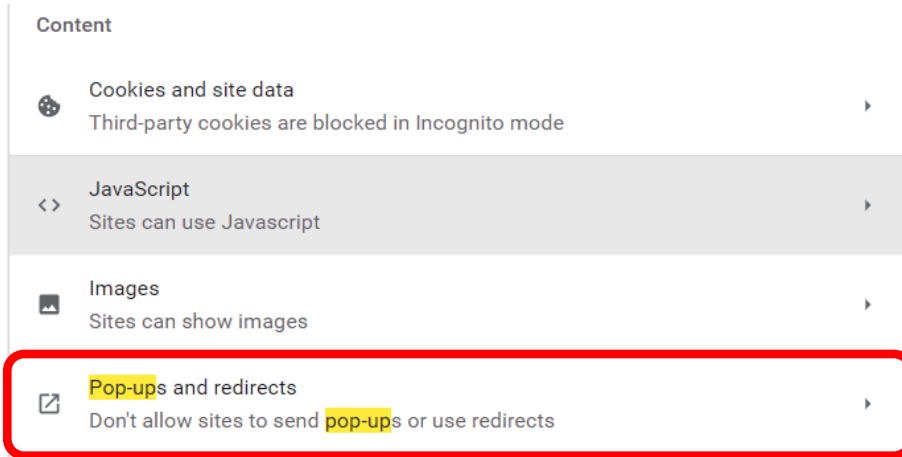 Content
Cookies and site data
Third-party cookies are blocked in Incognito mode
JavaScript
Sites can use Javascript
Images
Sites can show images
Pop-ups and redirects
Don't allow sites to send pop-ups or use redirects